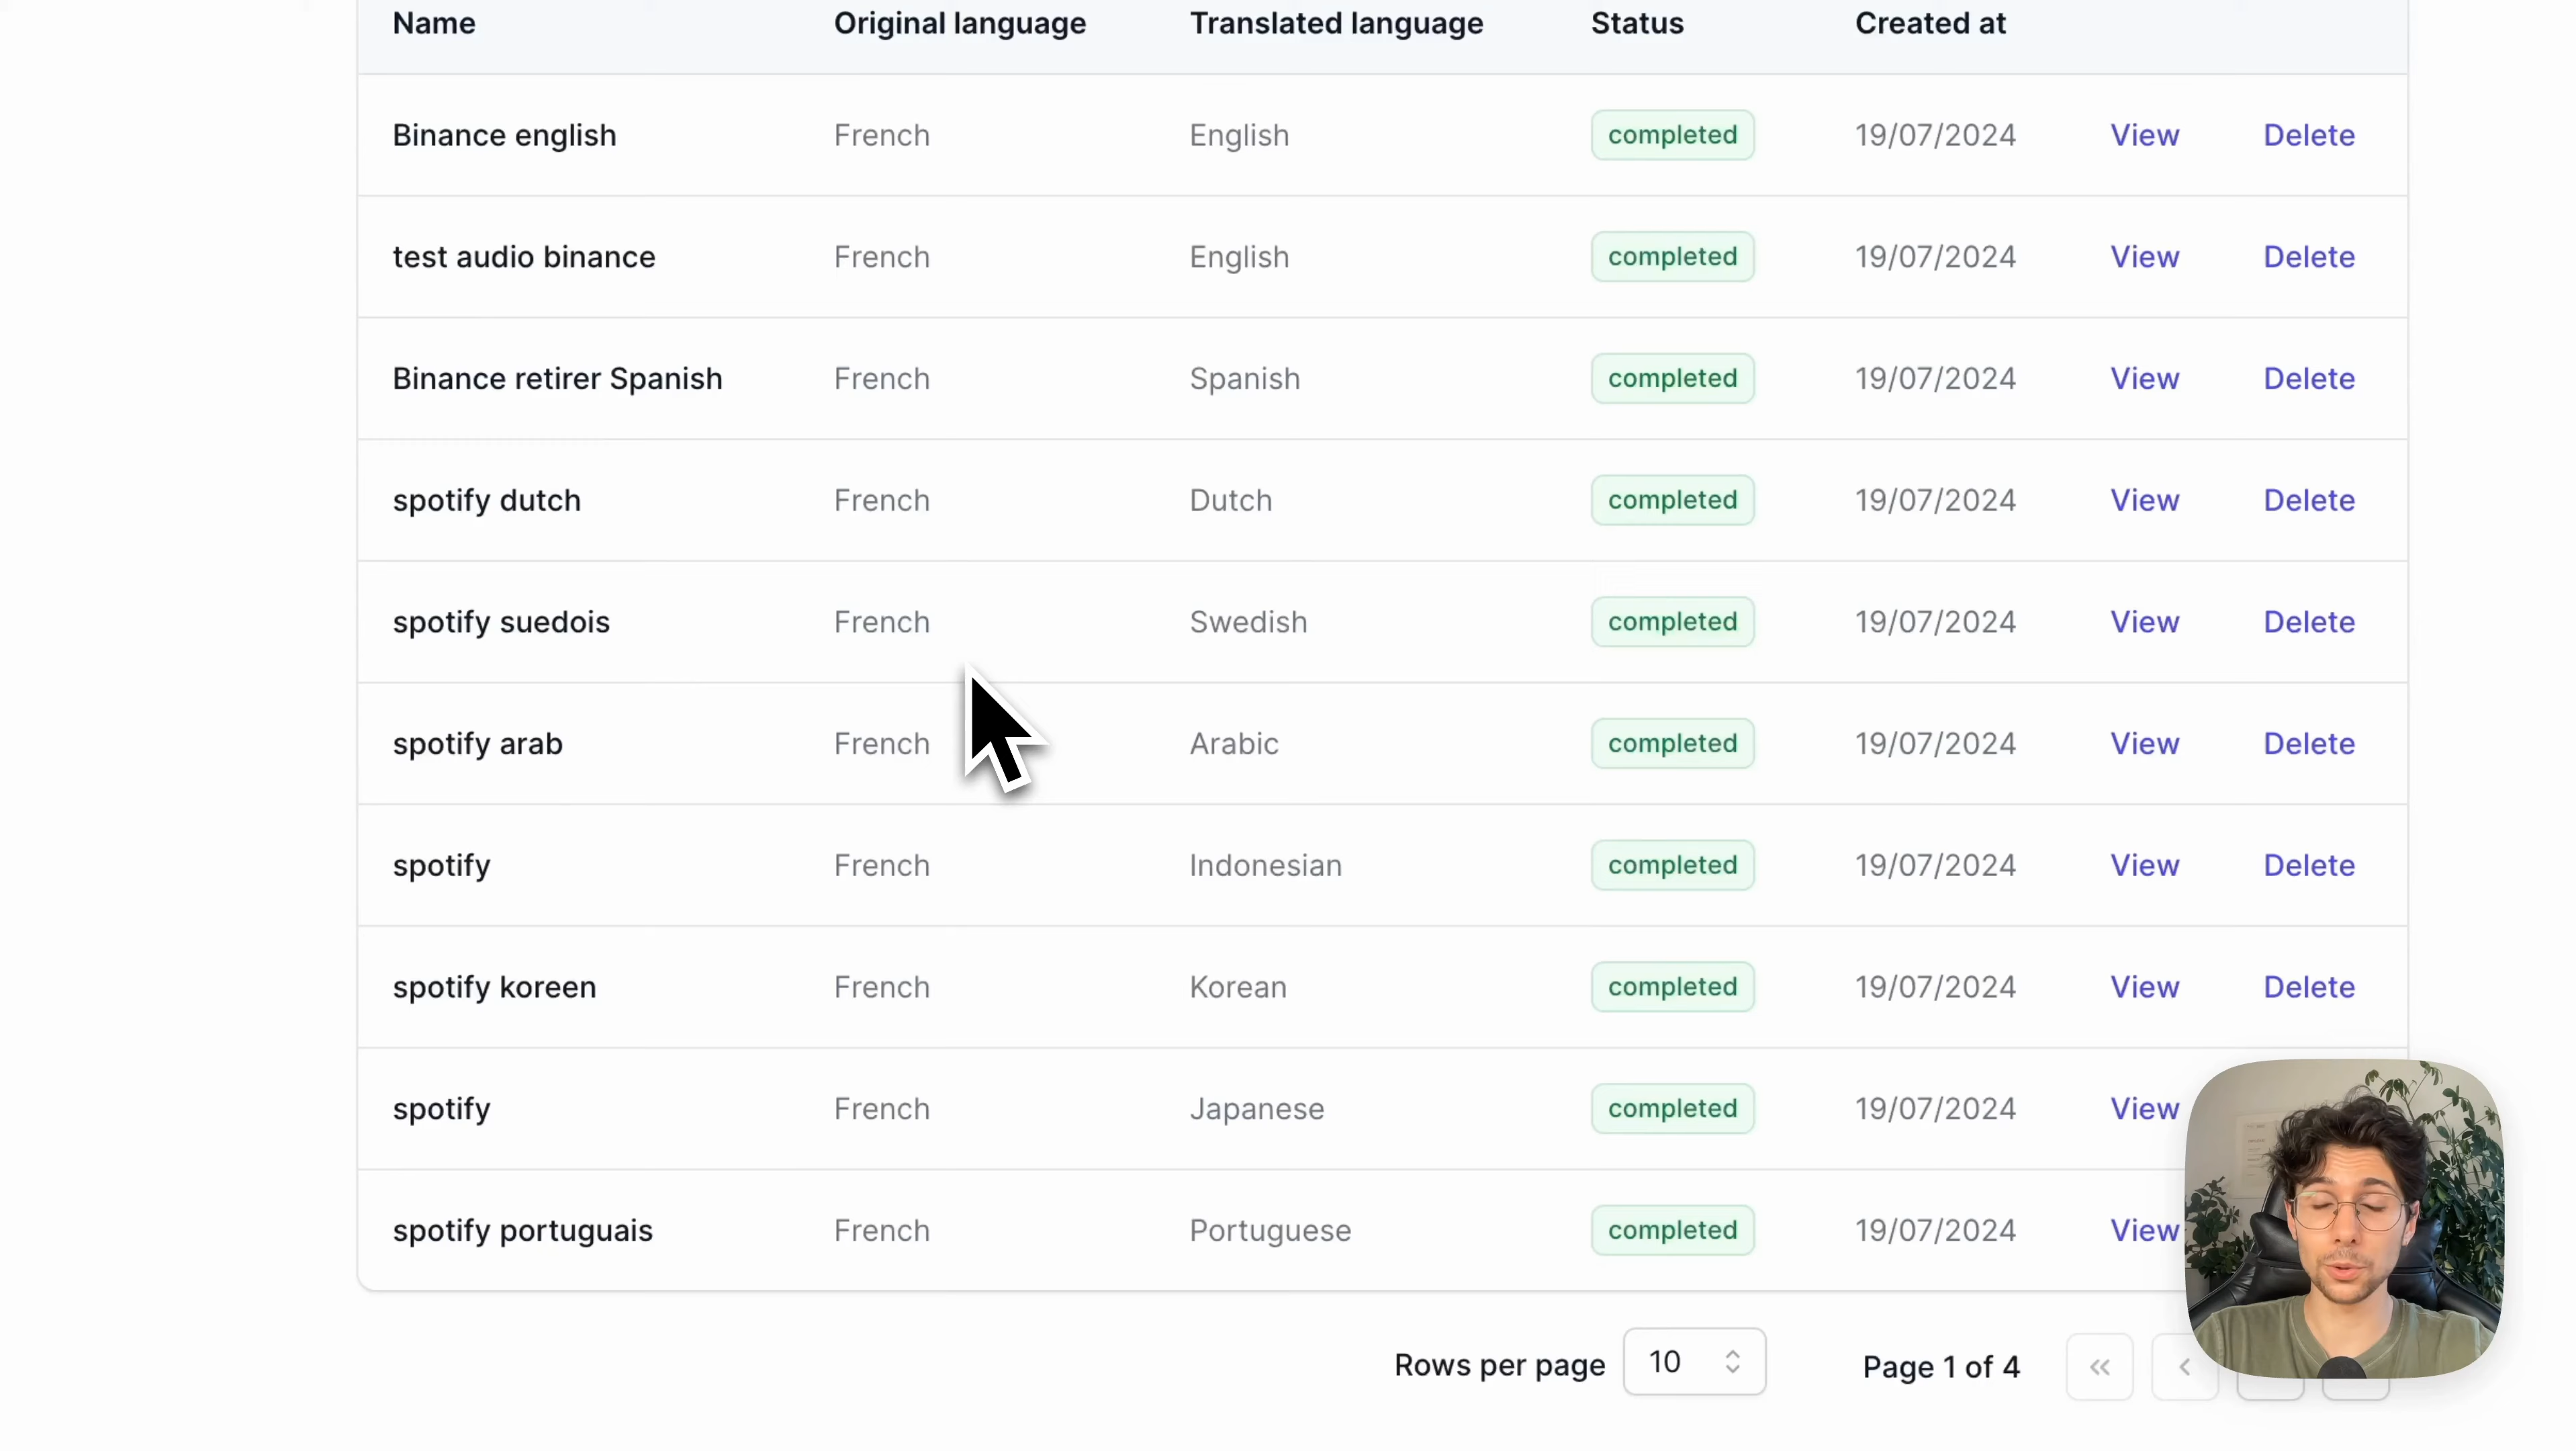 Name Original language Translated language Status Created at
Binance english French English completed 19/07/2024 View Delete
test audio binance French English completed 19/07/2024 View Delete
Binance retirer Spanish French Spanish completed 19/07/2024 View Delete
spotify dutch French Dutch completed 19/07/2024 View Delete
spotify suedois French Swedish completed 19/07/2024 View Delete
spotify arab French Arabic completed 19/07/2024 View Delete
spotify French Indonesian completed 19/07/2024 View Delete
spotify koreen French Korean completed 19/07/2024 View Delete
spotify French Japanese completed 19/07/2024 View
spotify portuguais French Portuguese completed 19/07/2024 View
Rows per page 10 Page 1 of 4